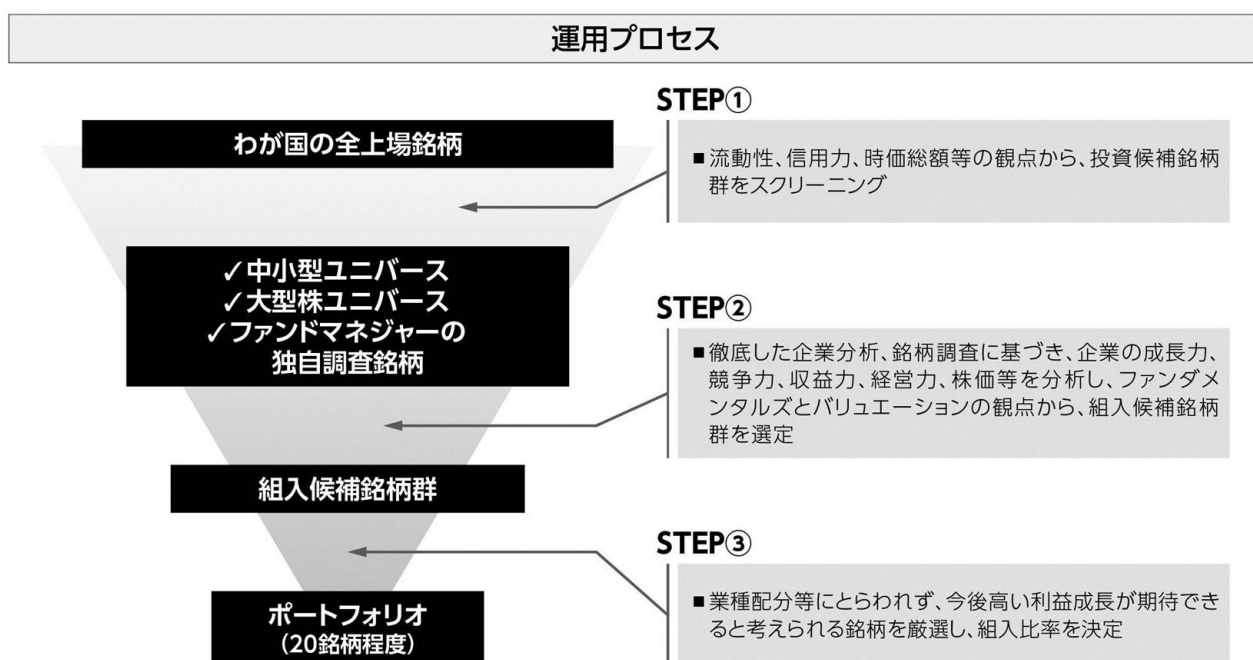 運用プロセス
わが国の全上場銘柄
STEP①
■流動性、信用力、時価総額等の観点から、投資候補銘柄
群をスクリーニング
✓中小型ユニバース
✓大型株ユニバース
✓ファンドマネジャーの
独自調査銘柄
STEP②
■徹底した企業分析、銘柄調査に基づき、企業の成長力、
競争力、収益力、経営力、株価等を分析し、ファンダメ
ンタルズとバリュエーションの観点から、組入候補銘柄
群を選定
組入候補銘柄群
STEP③
■業種配分等にとらわれず、今後高い利益成長が期待でき
ると考えられる銘柄を厳選し、組入比率を決定
ポートフォリオ
(20銘柄程度)